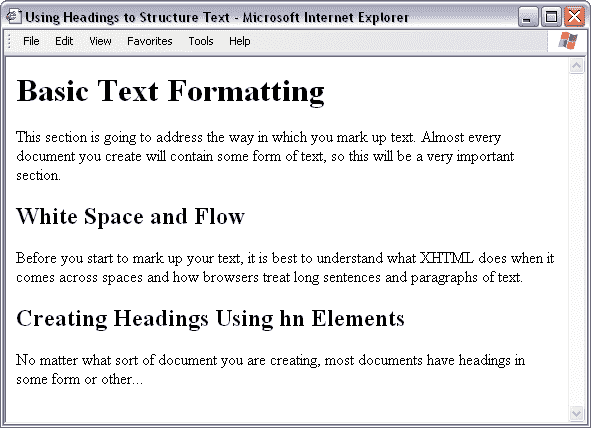 Using Headings to Structure Text - Microsoft Internet Explorer
File Edit View Favorites Tools Help
Basic Text Formatting
This section is going to address the way in which you mark up text. Almost every
document you create will contain some form of text, so this will be a very important
section.
White Space and Flow
Before you start to mark up your text, it is best to understand what XHTML does when it
comes across spaces and how browsers treat long sentences and paragraphs of text.
Creating Headings Using hn Elements
No matter what sort of document you are creating, most documents have headings in
some form or other...